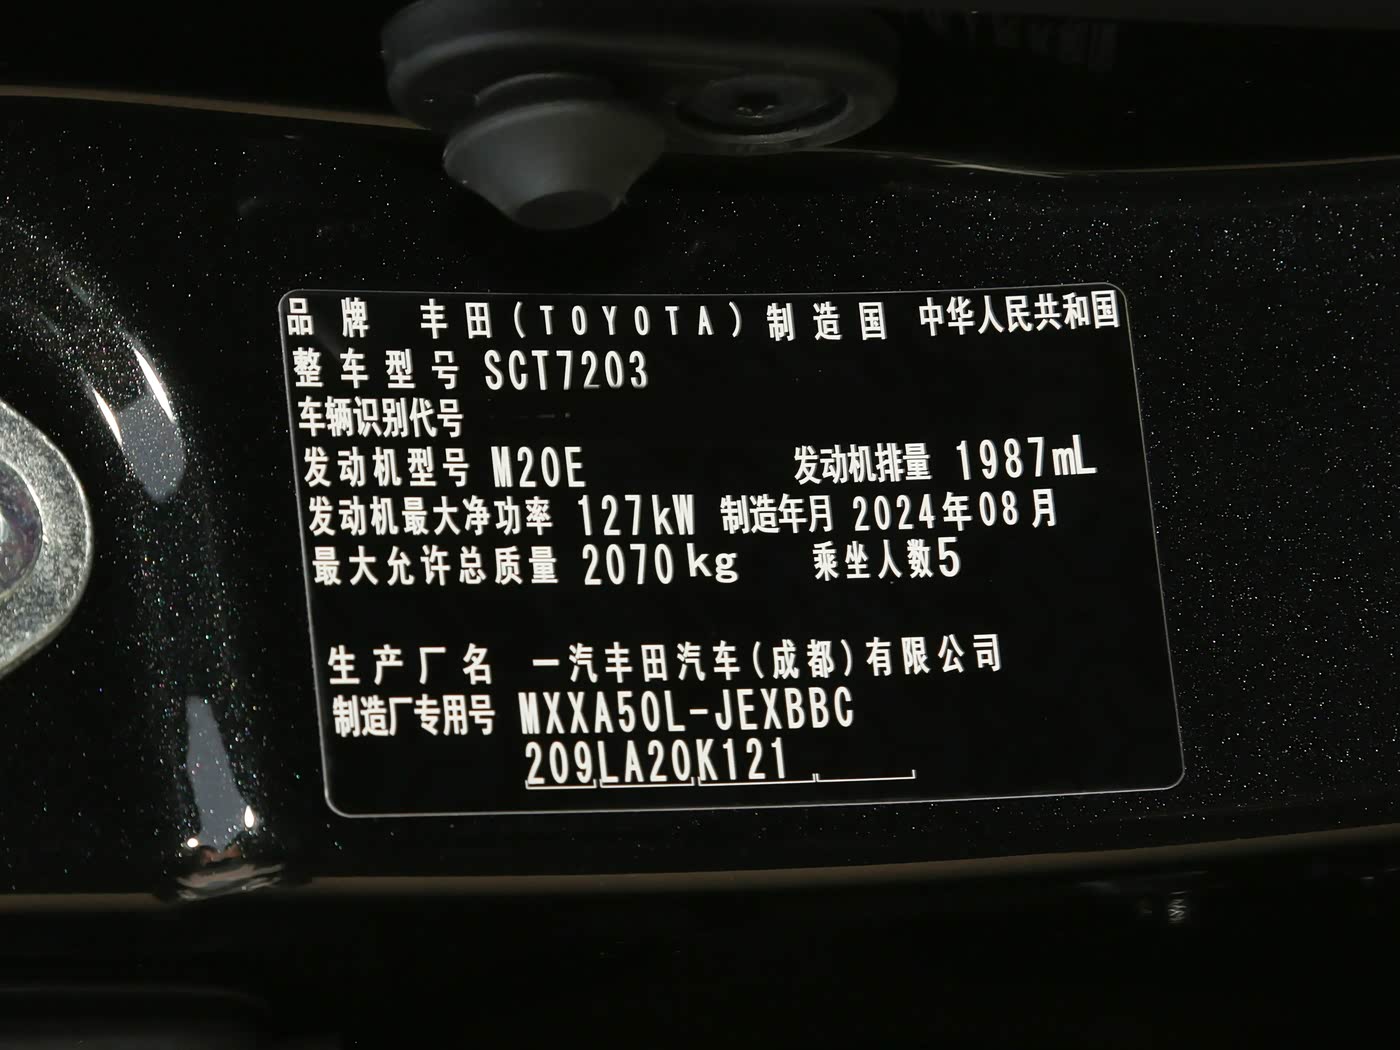 品牌 丰田(TOYOTA) 制造国 中华人民共和国
整车型号 SCT7203
车辆识别代号
发动机型号 M20E 发动机排量 1987mL
发动机最大净功率 127kW 制造年月 2024年08月
最大允许总质量 2070kg 乘坐人数5
生产厂名 一汽丰田汽车(成都)有限公司
制造厂专用号 MXXA50L-JEXBBC
209LA20K121